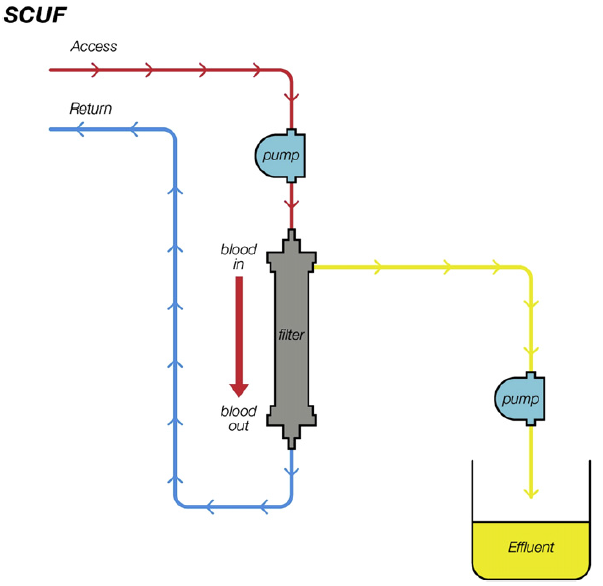 SCUF
Access
Return
pump
blood
in
filter
blood
out
pump
Effluent